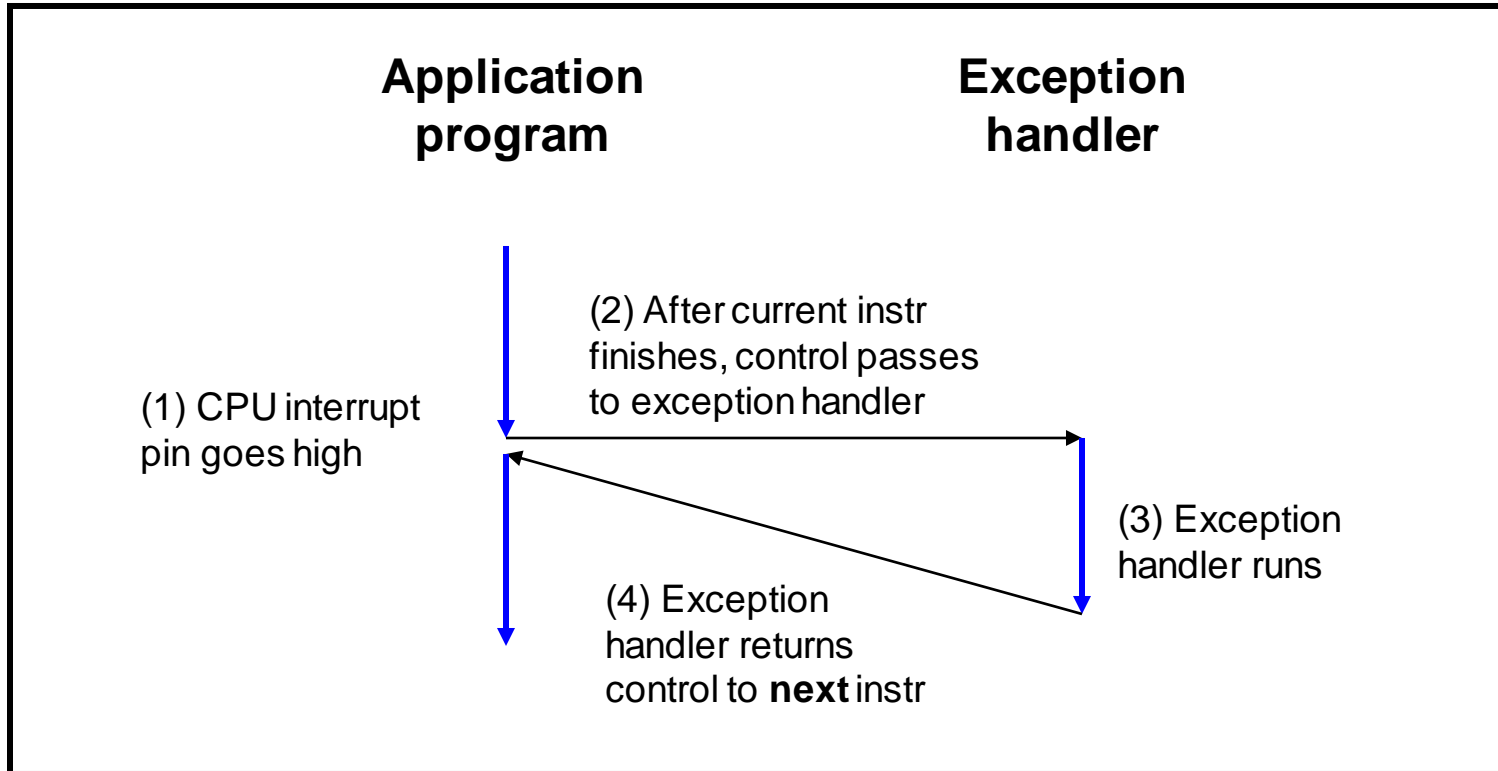 Application
program
Exception
handler
(1) CPU interrupt
pin goes high
(2) After current instr
finishes, control passes
to exception handler
(3) Exception
handler runs
(4) Exception
handler returns
control to next instr